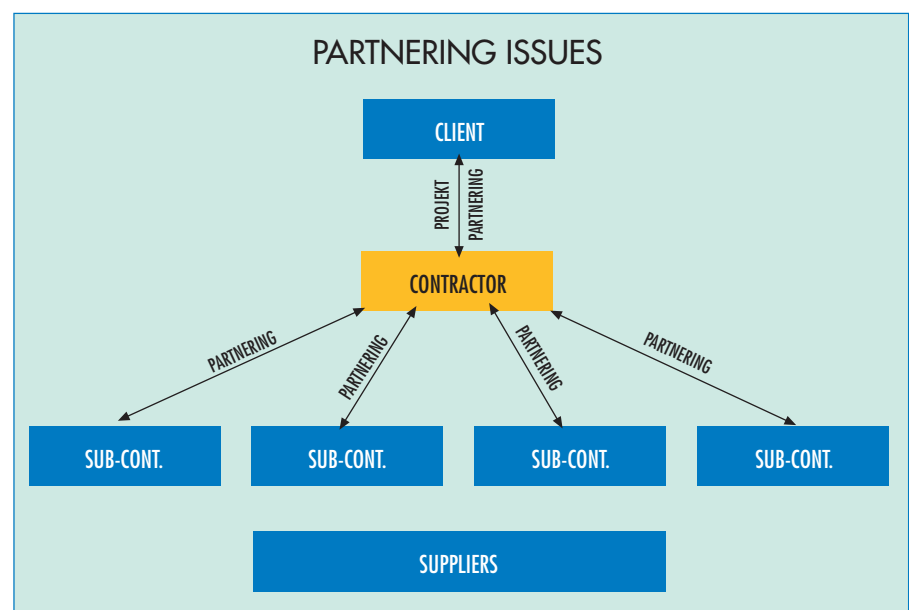 PARTNERING ISSUES
CLIENT
PROJEKT
PARTNERING
CONTRACTOR
PARTNERING
PARTNERING
PARTNERING
PARTNERING
SUB-CONT.
SUB-CONT.
SUB-CONT.
SUB-CONT.
SUPPLIERS